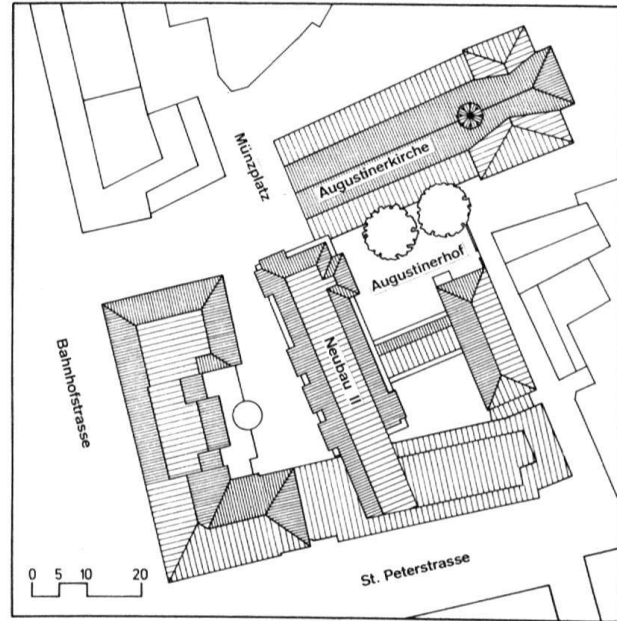 Münzplatz
Augustinerkirche
Augustinerhof
Bahnhofstrasse
Neubau II
St. Peterstrasse
0 5 10 20